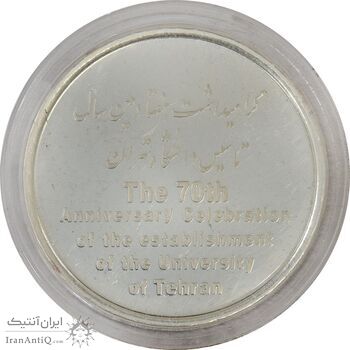 گرامیداشت هفتادمین سال
تاسیس دانشگاه تهران
The 70th
Anniversary Celebration
of the establishment
of the University
of Tehran
ایران آنتیک
IranAntiQ.com